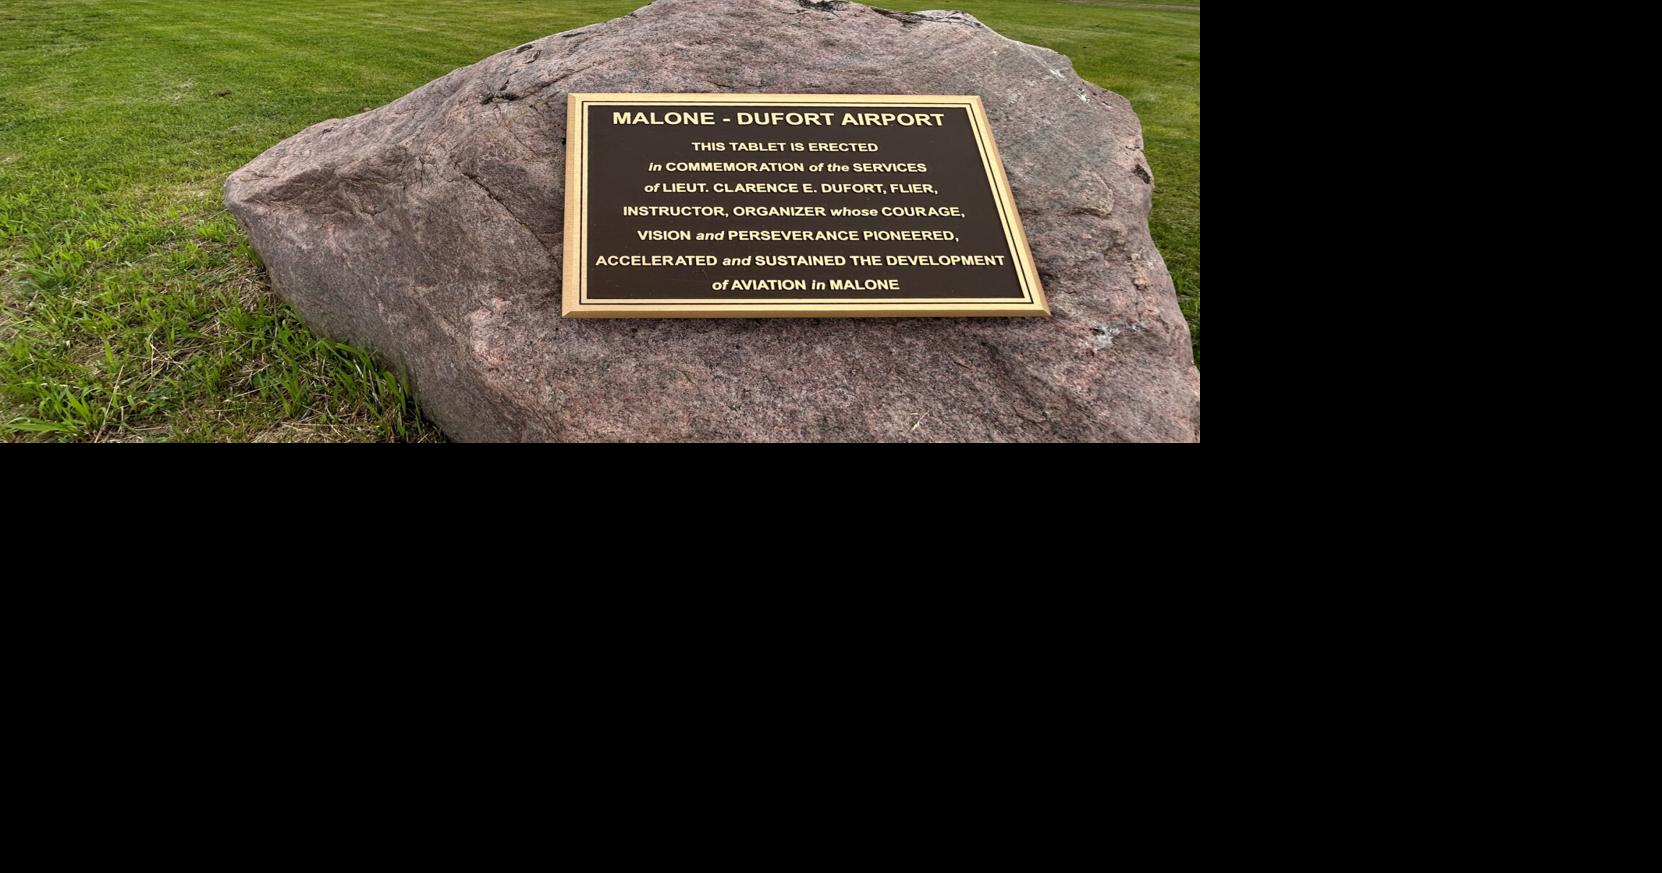 MALONE - DUFORT AIRPORT
THIS TABLET IS ERECTED
in COMMEMORATION of the SERVICES
of LIEUT. CLARENCE E. DUFORT, FLIER,
INSTRUCTOR, ORGANIZER whose COURAGE,
VISION and PERSEVERANCE PIONEERED,
ACCELERATED and SUSTAINED THE DEVELOPMENT
of AVIATION in MALONE